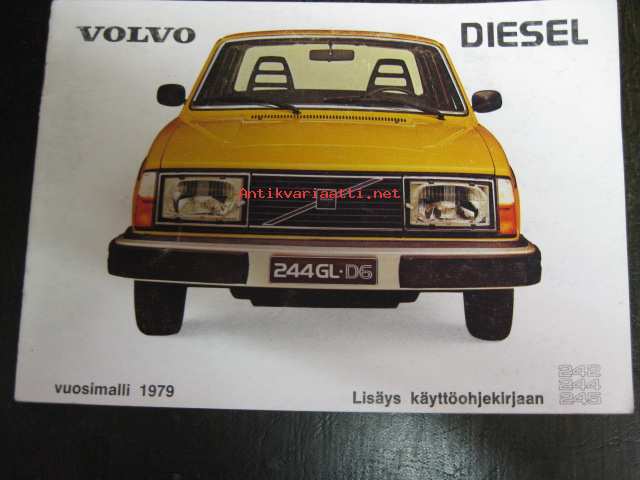 VOLVO
DIESEL
Antikvariaatti.net
244GL·D6
vuosimalli 1979
Lisäys käyttöohjekirjaan
242
244
245